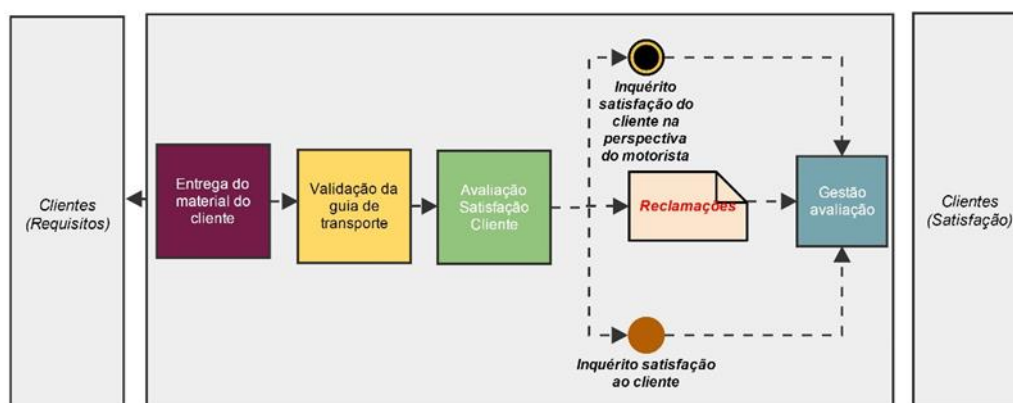 Clientes
(Requisitos)
Entrega do
material do
cliente
Validação da
guia de
transporte
Avaliação
Satisfação
Cliente
Inquérito
satisfação do
cliente na
perspectiva
do motorista
Reclamações
Inquérito satisfação
ao cliente
Gestão
avaliação
Clientes
(Satisfação)